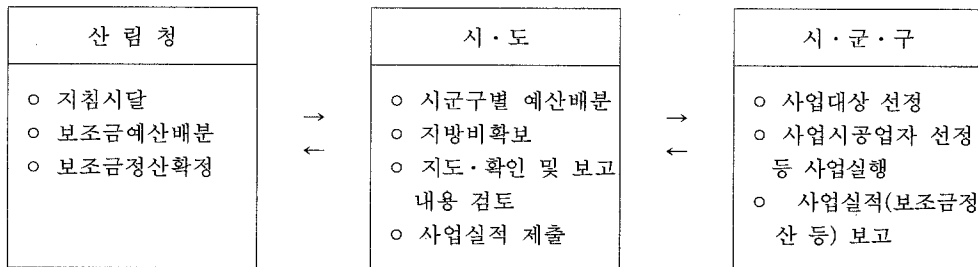 산 림 청
○ 지침시달
○ 보조금예산배분
○ 보조금정산확정
→
←
시 · 도
○ 시군구별 예산배분
○ 지방비확보
○ 지도 · 확인 및 보고
내용 검토
○ 사업실적 제출
→
←
시 · 군 · 구
○ 사업대상 선정
○ 사업시공업자 선정
등 사업실행
○ 사업실적(보조금정
산 등) 보고